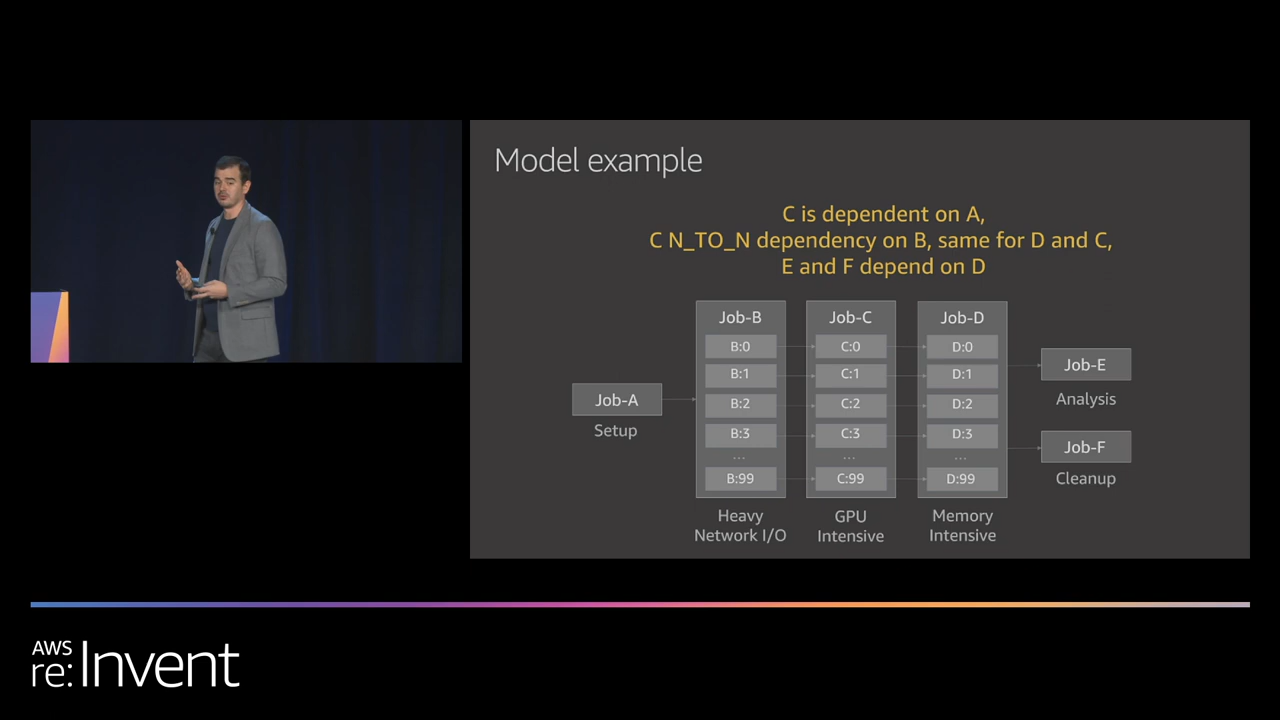 Model example
C is dependent on A,
C N_TO_N dependency on B, same for D and C,
E and F depend on D
Job-A
Setup
Job-B
B:0
B:1
B:2
B:3
...
B:99
Heavy
Network I/O
Job-C
C:0
C:1
C:2
C:3
...
C:99
GPU
Intensive
Job-D
D:0
D:1
D:2
D:3
...
D:99
Memory
Intensive
Job-E
Analysis
Job-F
Cleanup
AWS
re:Invent